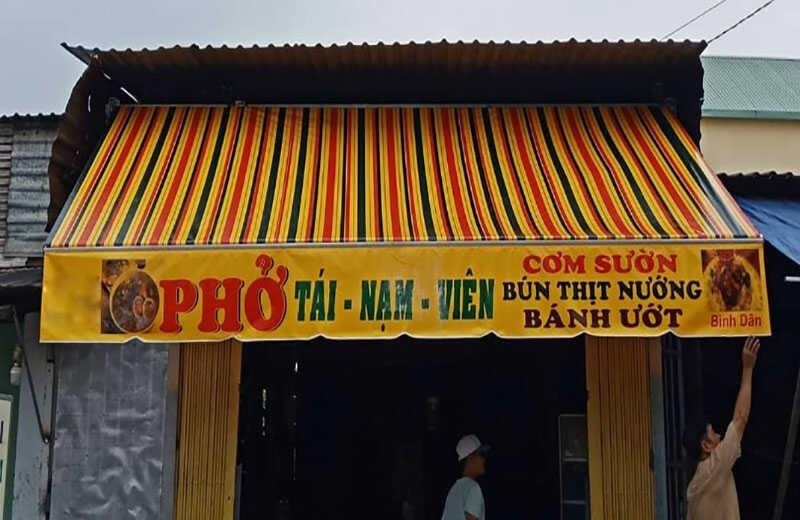 PHỞ TÁI - NẠM - VIÊN
CƠM SƯỜN
BÚN THỊT NƯỚNG
BÁNH ƯỚT
Bình Dân